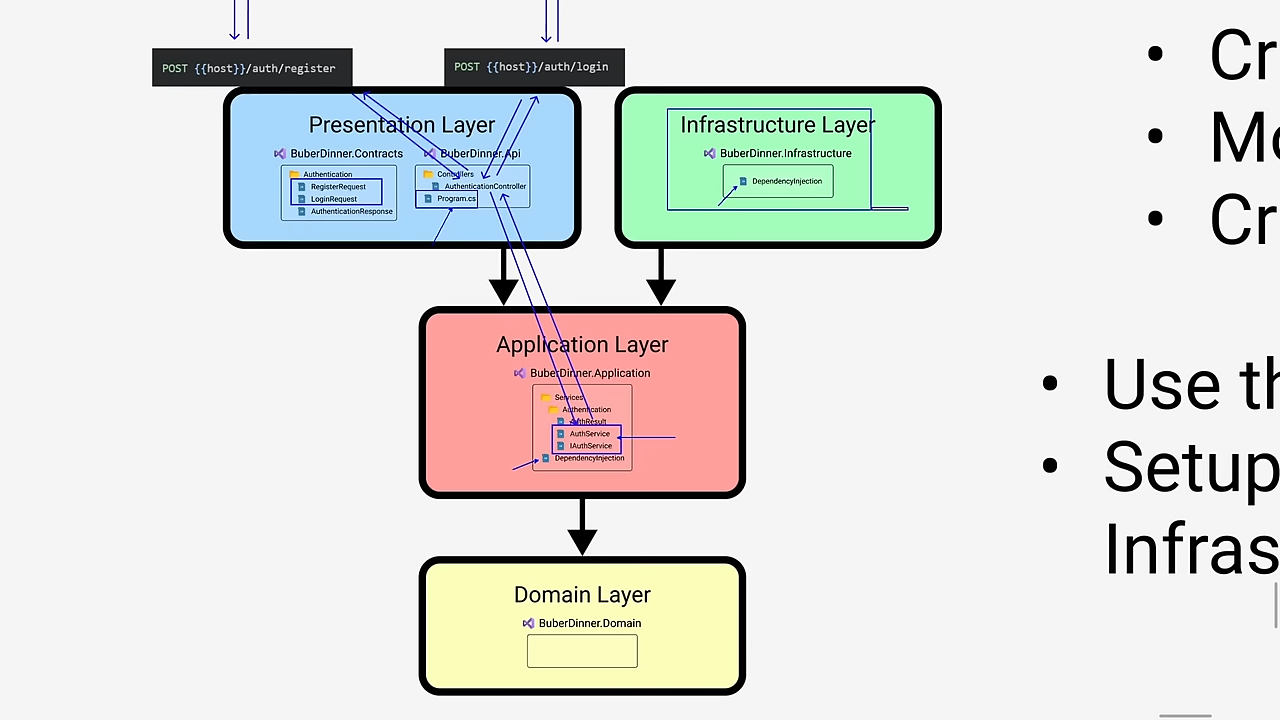 POST {{host}}/auth/register
POST {{host}}/auth/login
Presentation Layer
BuberDinner.Contracts
Authentication
RegisterRequest
LoginRequest
AuthenticationResponse
BuberDinner.Api
Controllers
AuthenticationController
Program.cs
Infrastructure Layer
BuberDinner.Infrastructure
DependencyInjection
Application Layer
BuberDinner.Application
Services
Authentication
AuthResult
AuthService
IAuthService
DependencyInjection
Domain Layer
BuberDinner.Domain
• Cr
• Mo
• Cr
• Use th
• Setup
Infras